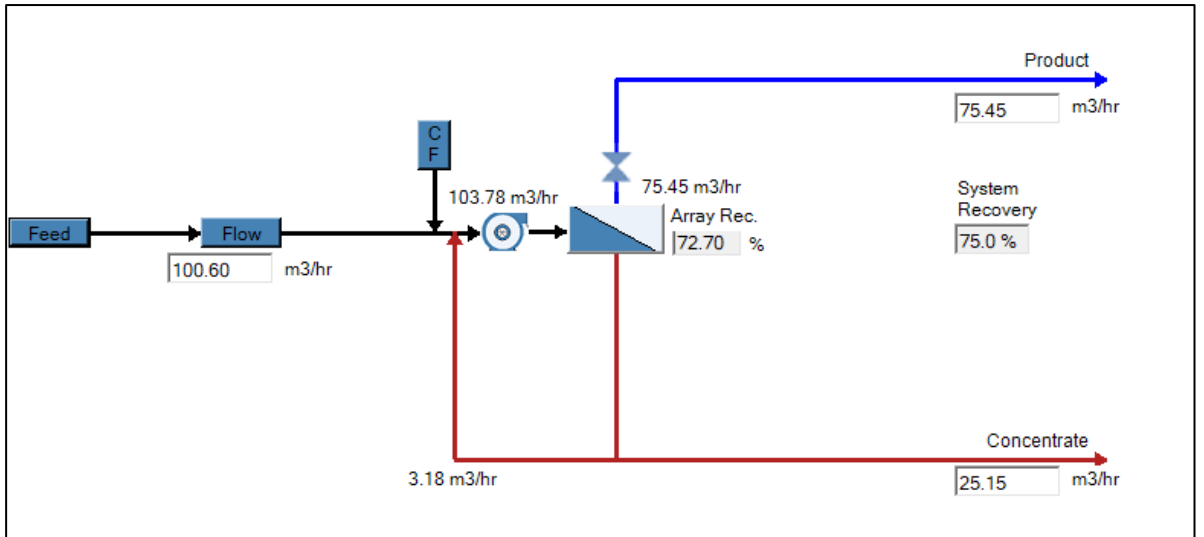 Product
75.45 m3/hr
C
F
103.78 m3/hr
75.45 m3/hr
System
Recovery
75.0 %
Array Rec.
72.70 %
Feed
Flow
100.60 m3/hr
Concentrate
3.18 m3/hr
25.15 m3/hr